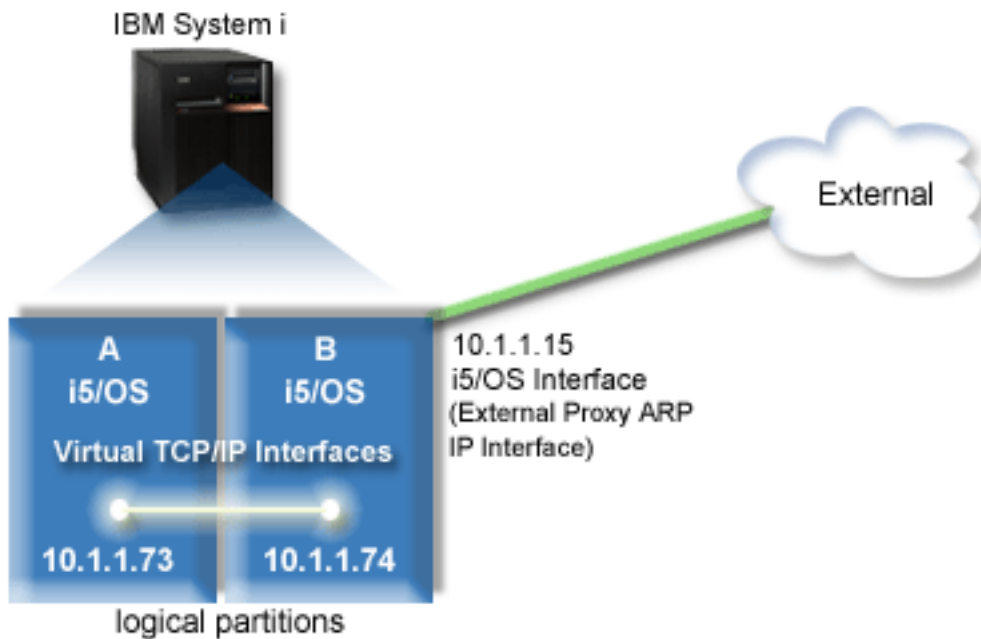 IBM System i
External
A
i5/OS
B
i5/OS
10.1.1.15
i5/OS Interface
(External Proxy ARP
IP Interface)
Virtual TCP/IP Interfaces
10.1.1.73
10.1.1.74
logical partitions